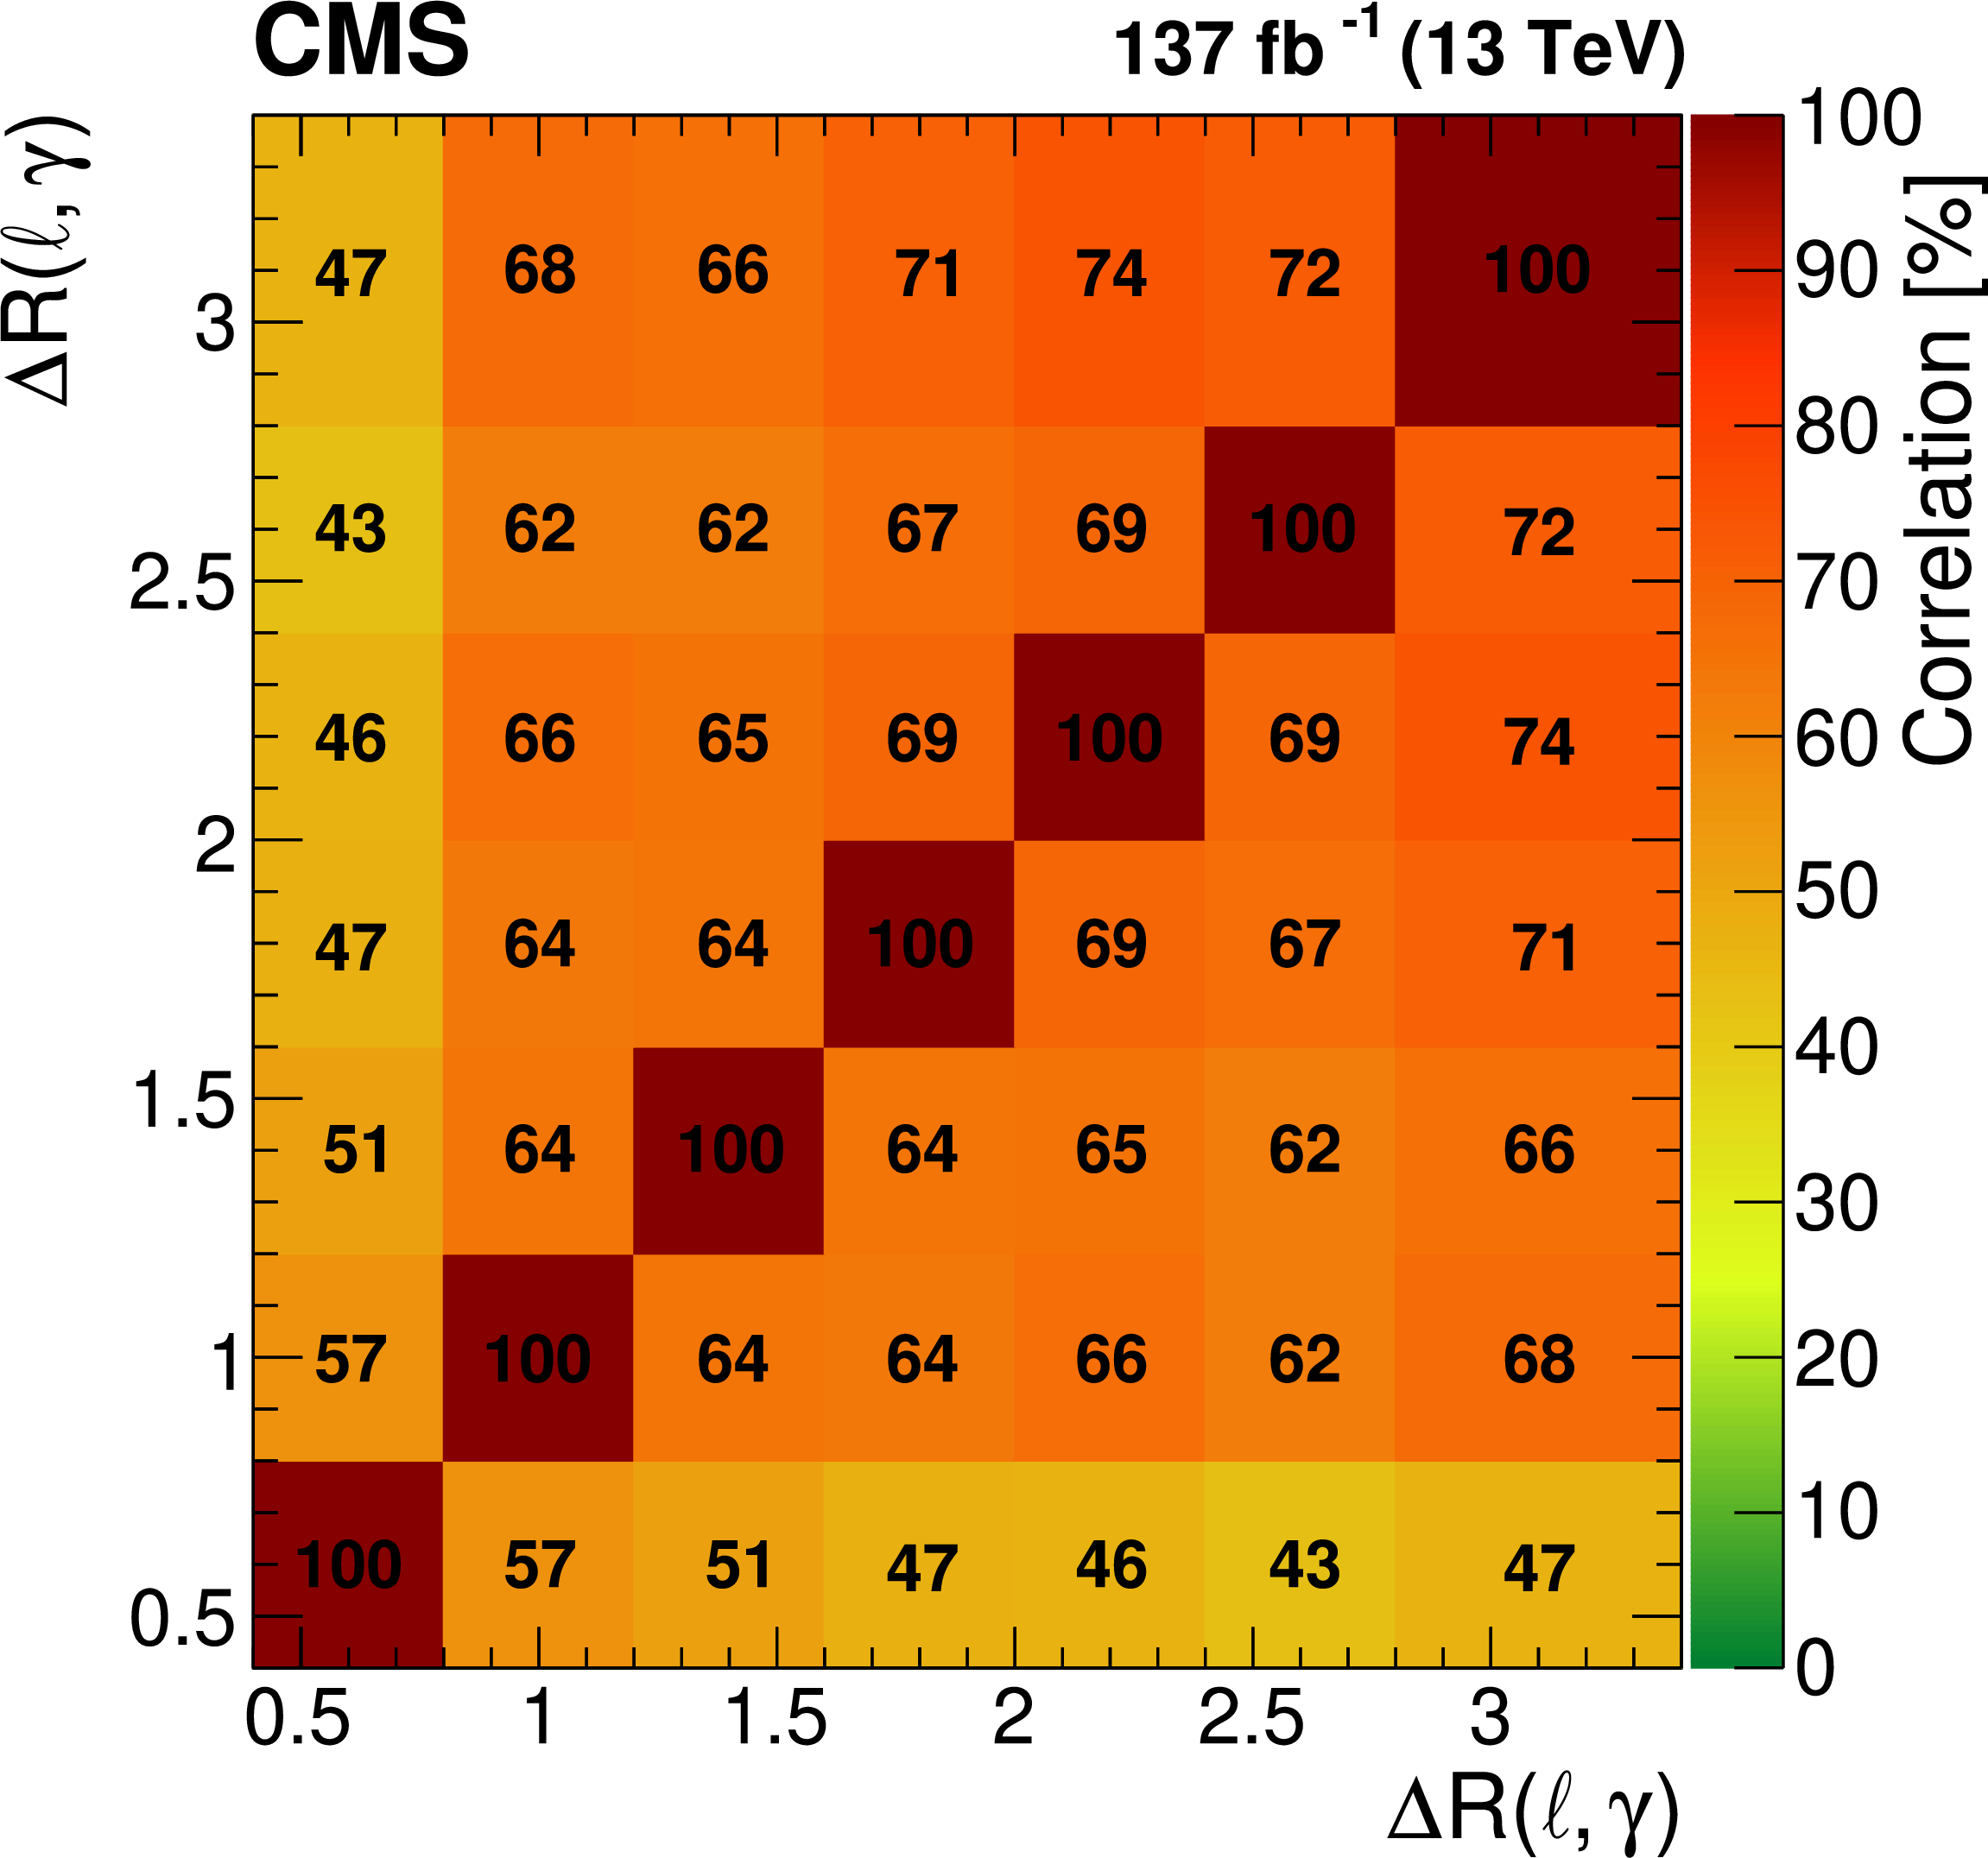 CMS 137 fb-1 (13 TeV)
ΔR(ℓ, γ)
Correlation [%]
3 47 68 66 71 74 72 100
2.5 43 62 62 67 69 100 72
46 66 65 69 100 69 74
2
47 64 64 100 69 67 71
1.5 51 64 100 64 65 62 66
1 57 100 64 64 66 62 68
0.5 100 57 51 47 46 43 47
0.5 1 1.5 2 2.5 3
ΔR(ℓ, γ)
100
90
80
70
60
50
40
30
20
10
0